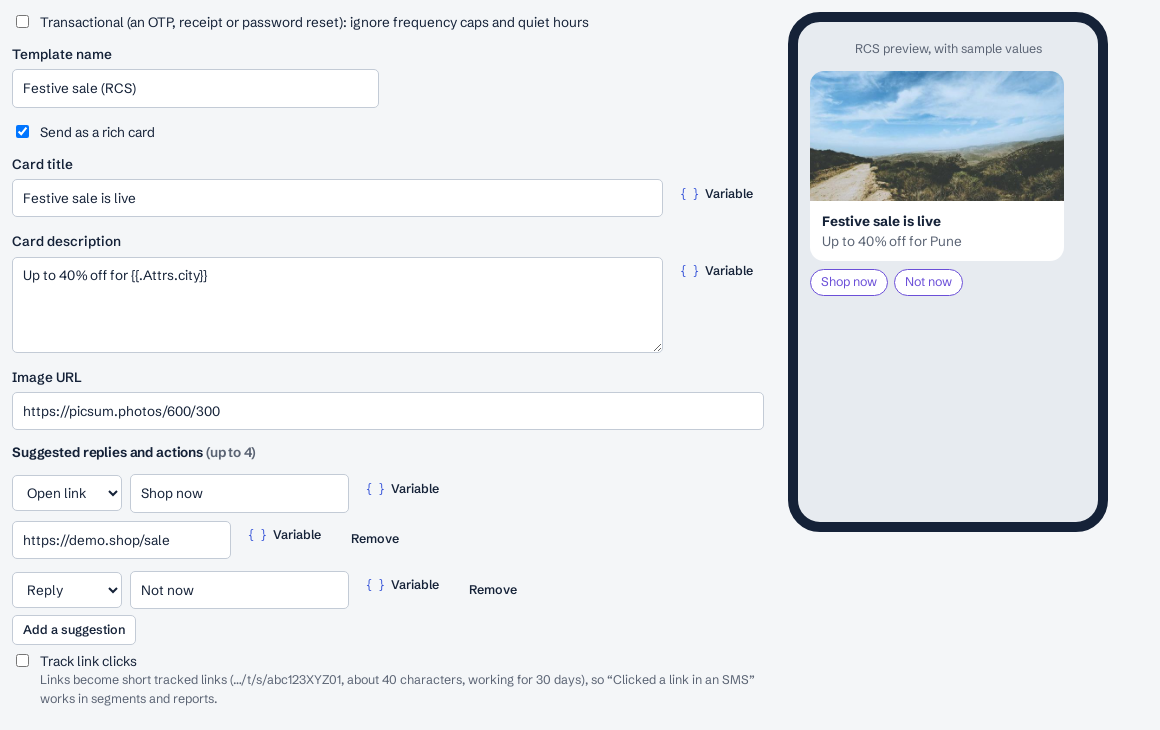 Transactional (an OTP, receipt or password reset): ignore frequency caps and quiet hours
Template name
Festive sale (RCS)
Send as a rich card
Card title
Festive sale is live
{ } Variable
Card description
Up to 40% off for {{.Attrs.city}}
{ } Variable
Image URL
https://picsum.photos/600/300
Suggested replies and actions (up to 4)
Open link
Shop now
{ } Variable
https://demo.shop/sale
{ } Variable
Remove
Reply
Not now
{ } Variable
Remove
Add a suggestion
Track link clicks
Links become short tracked links (…/t/s/abc123XYZ01, about 40 characters, working for 30 days), so “Clicked a link in an SMS”
works in segments and reports.
RCS preview, with sample values
Festive sale is live
Up to 40% off for Pune
Shop now
Not now